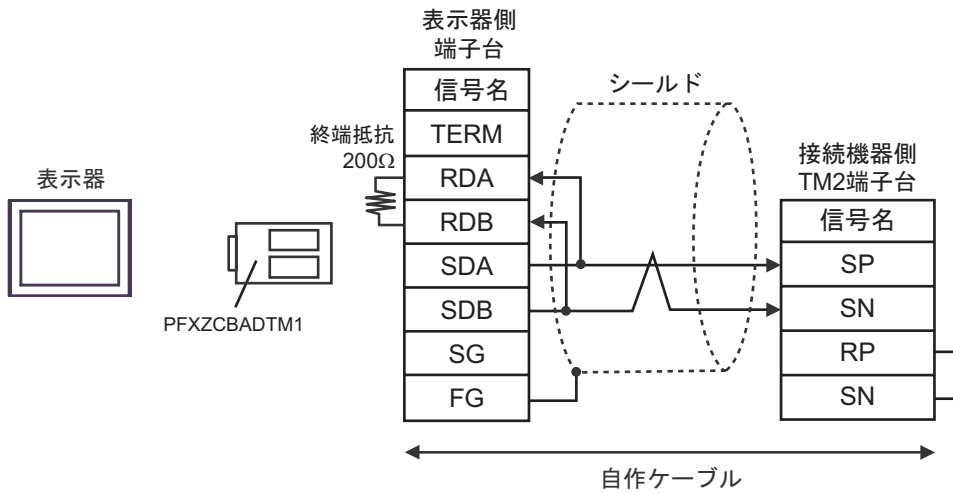 表示器
PFXZCBADTM1
終端抵抗
200Ω
表示器側
端子台
信号名
TERM
RDA
RDB
SDA
SDB
SG
FG
シールド
接続機器側
TM2端子台
信号名
SP
SN
RP
SN
自作ケーブル